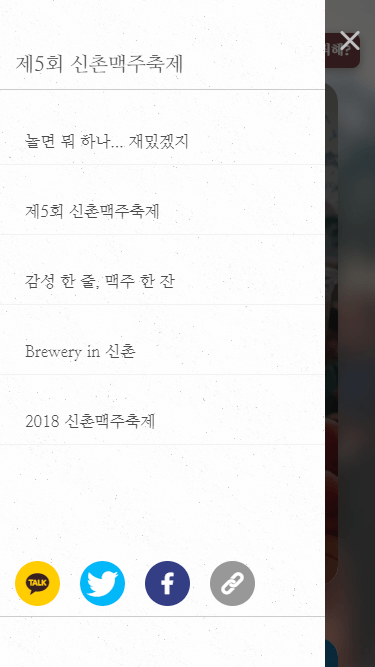 제5회 신촌맥주축제
놀면 뭐 하나... 재밌겠지
제5회 신촌맥주축제
감성 한 줄, 맥주 한 잔
Brewery in 신촌
2018 신촌맥주축제
TALK